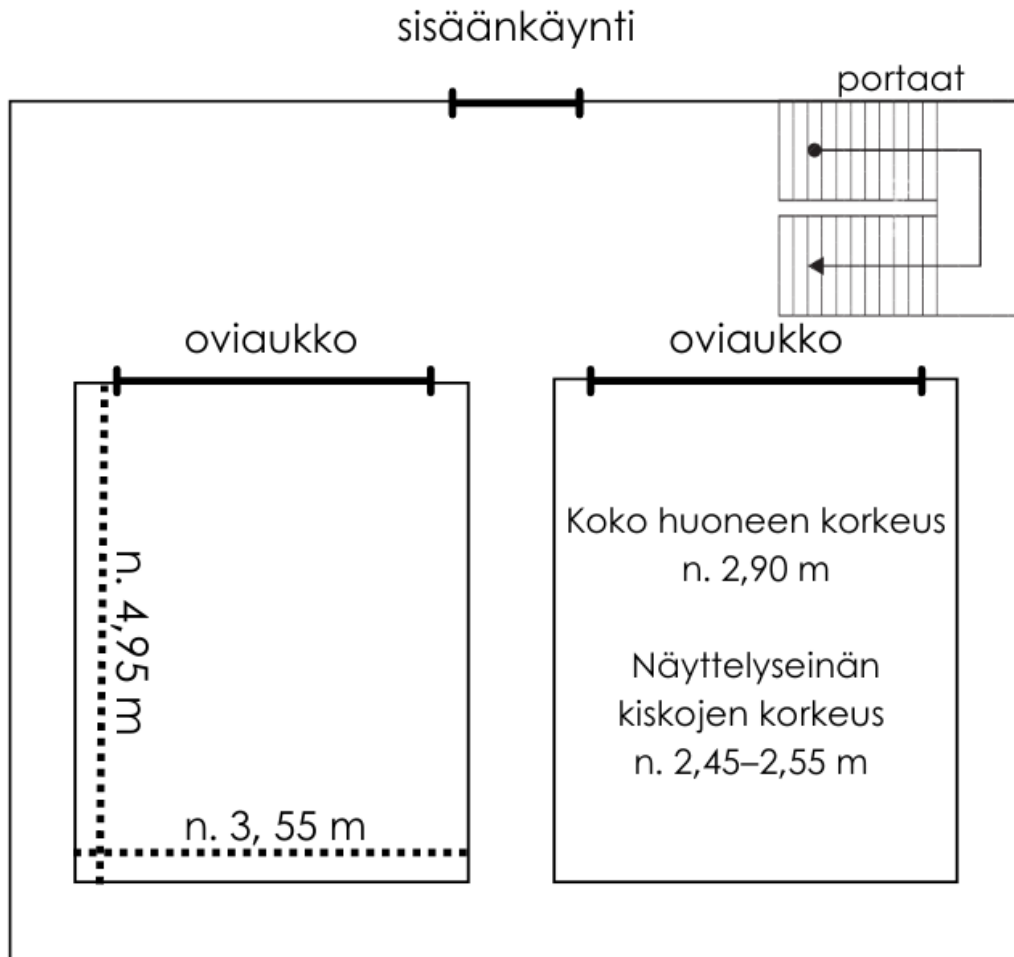 sisäänkäynti
portaat
oviaukko
oviaukko
n. 4,95 m
n. 3, 55 m
Koko huoneen korkeus
n. 2,90 m
Näyttelyseinän
kiskojen korkeus
n. 2,45–2,55 m